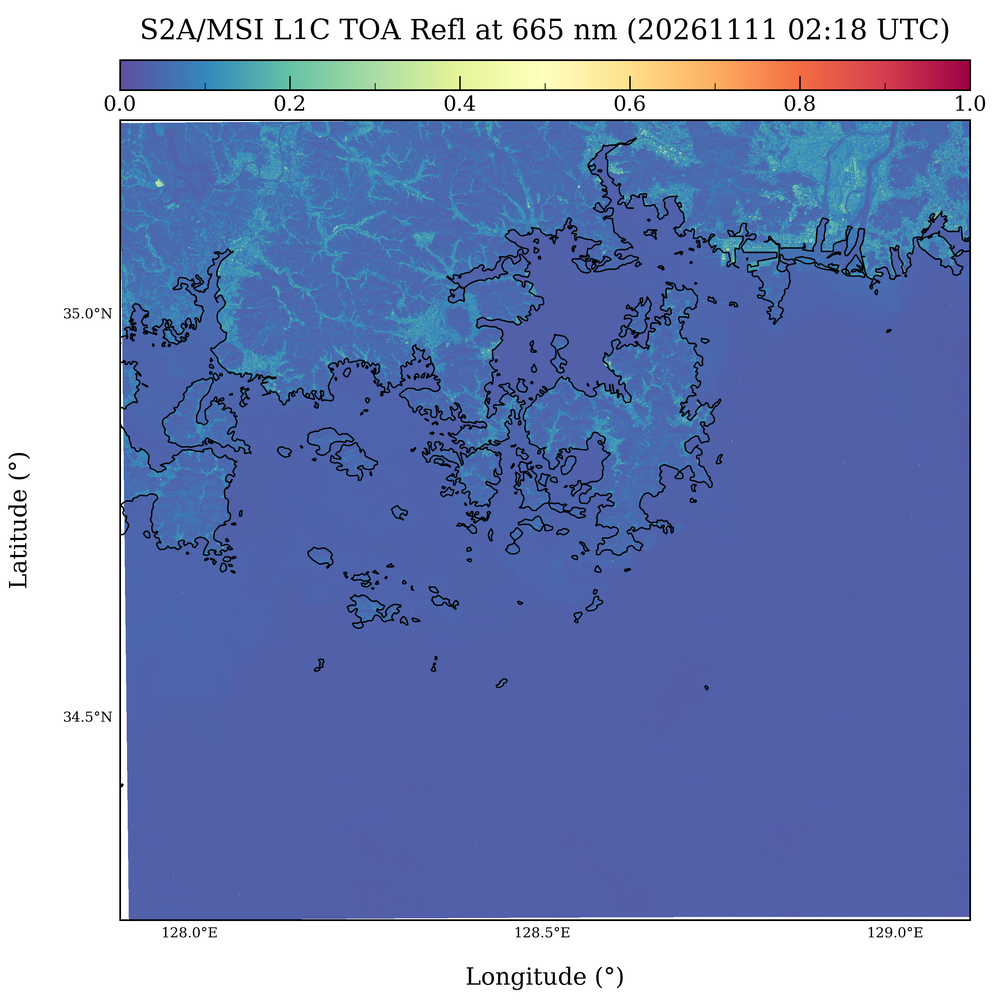 S2A/MSI L1C TOA Refl at 665 nm (20261111 02:18 UTC)
0.0 0.2 0.4 0.6 0.8 1.0
35.0°N
34.5°N
Latitude (°)
128.0°E 128.5°E 129.0°E
Longitude (°)